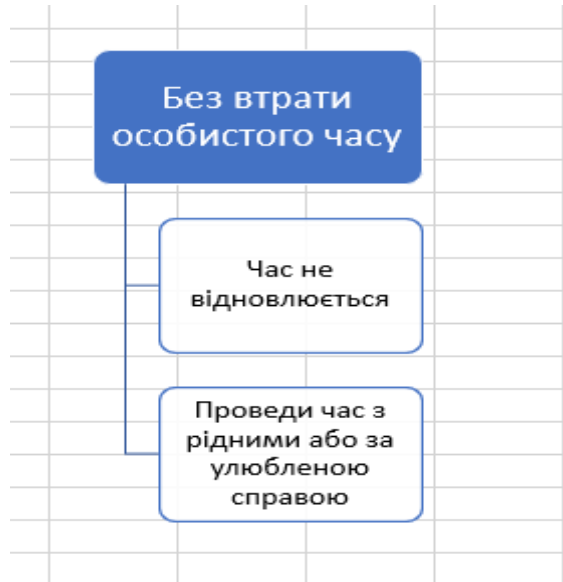 Без втрати
особистого часу
Час не
відновлюється
Проведи час з
рідними або за
улюбленою
справою